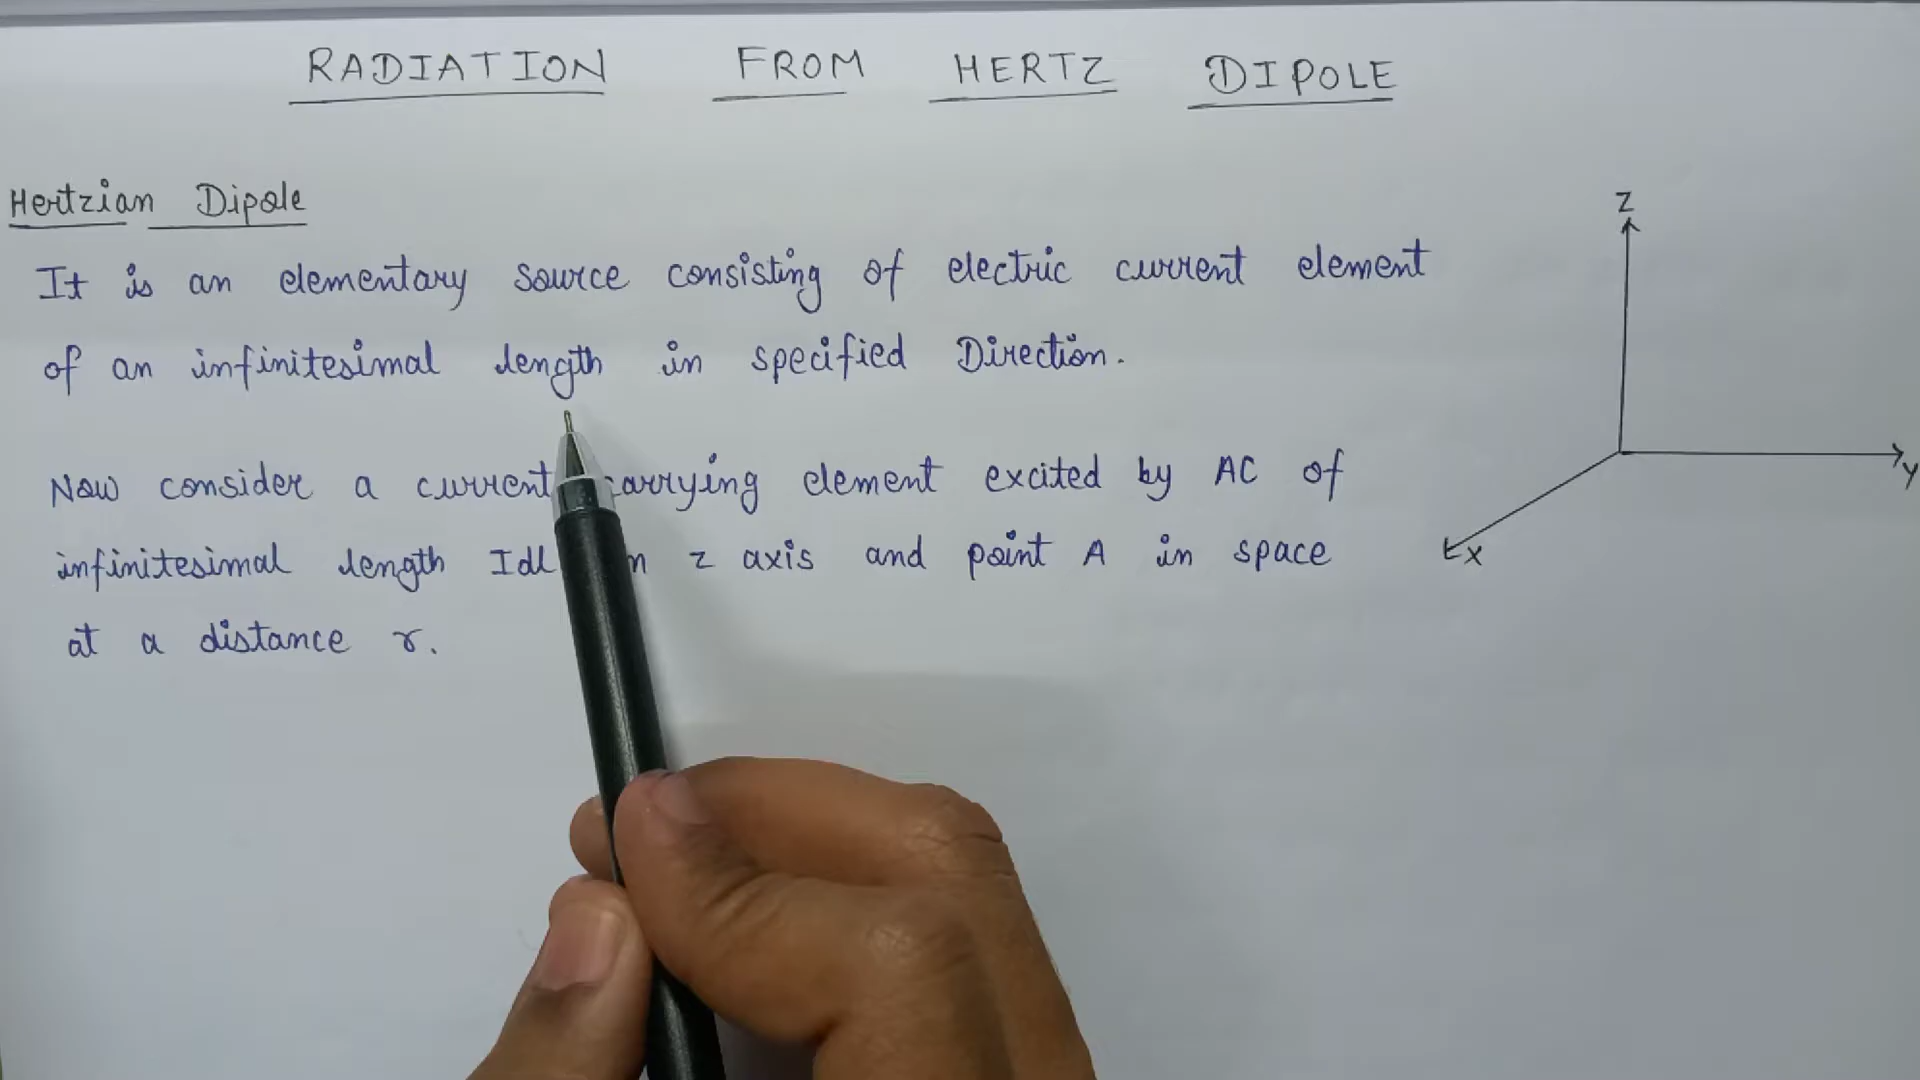 RADIATION FROM HERTZ DIPOLE
Hertzian Dipole
It is an elementary source consisting of electric current element
of an infinitesimal length in specified Direction.
Now consider a current carrying element excited by AC of
infinitesimal length Idl z axis and point A in space
at a distance r.
Z
Y
X